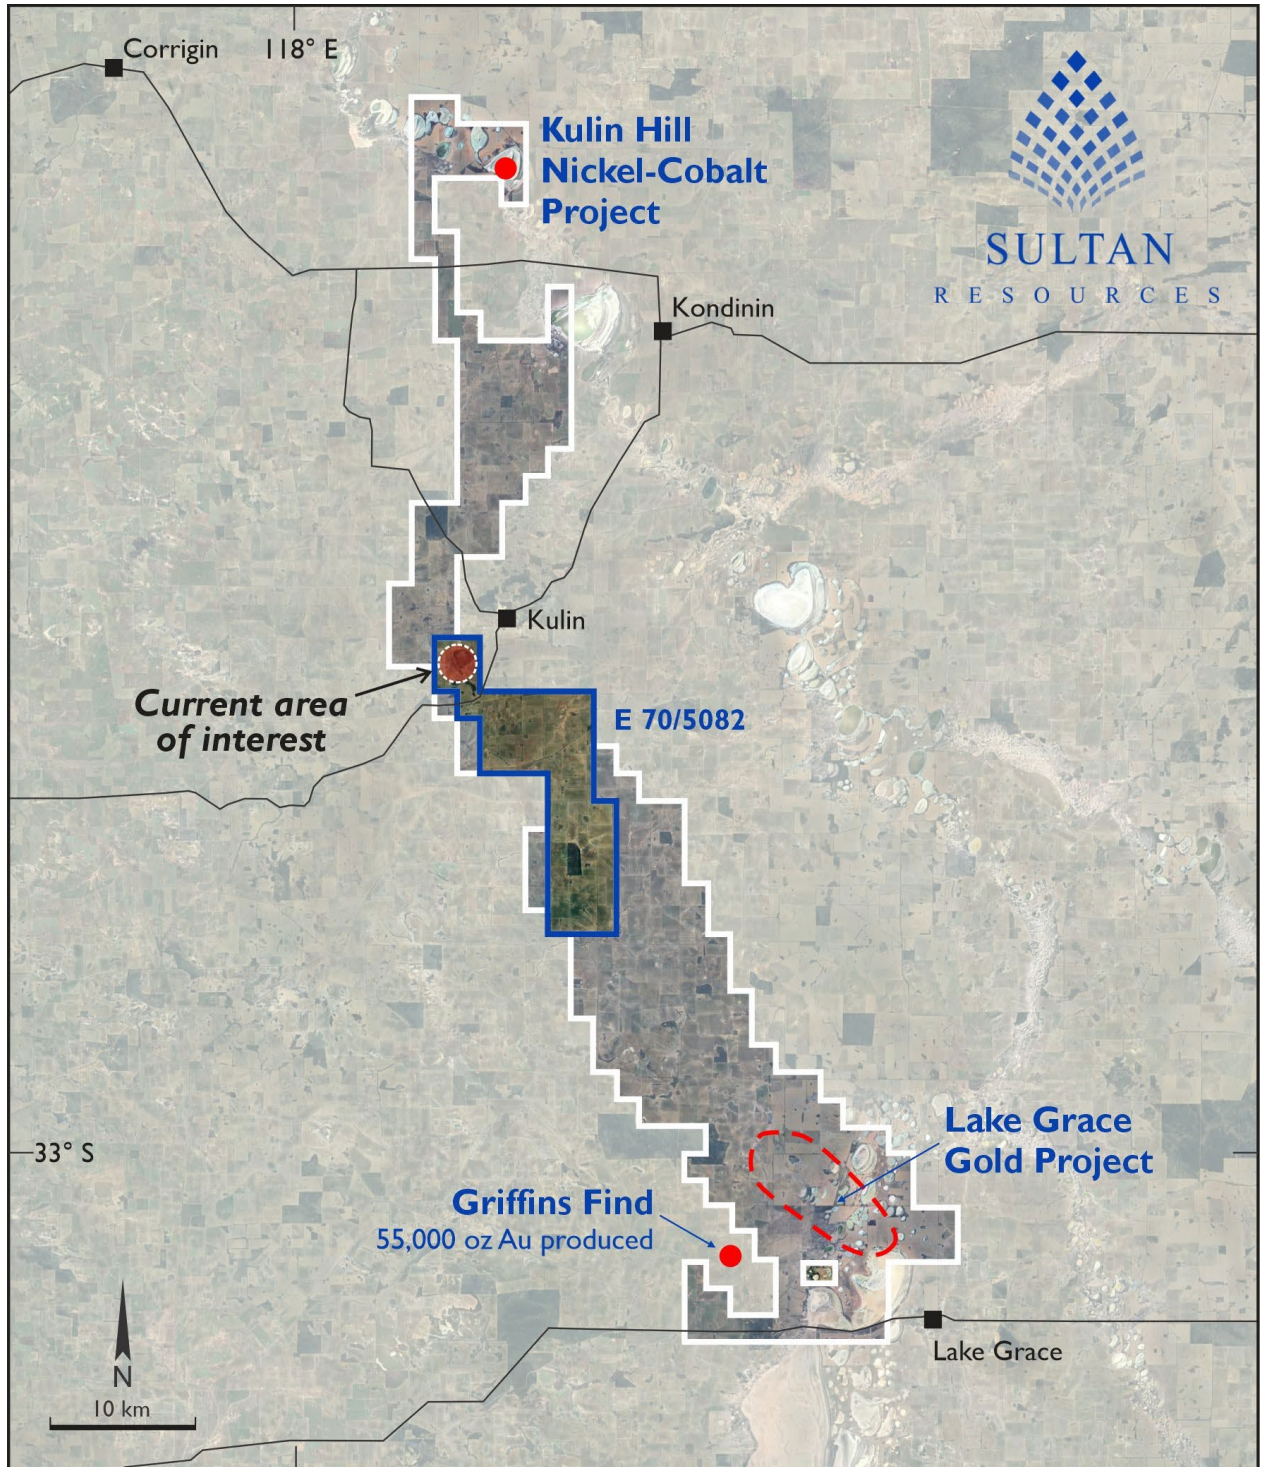 Corrigin
118° E
Kulin Hill
Nickel-Cobalt
Project
SULTAN
RESOURCES
Kondinin
Kulin
Current area
of interest
E 70/5082
Lake Grace
Gold Project
33° S
Griffins Find
55,000 oz Au produced
N
10 km
Lake Grace